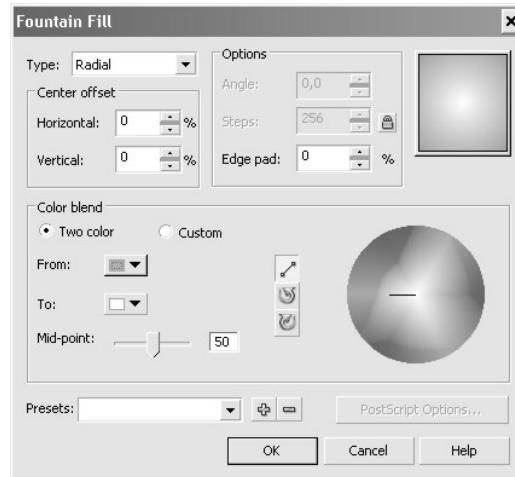 Fountain Fill
Type: Radial
Options
Angle: 0,0
Center offset
Horizontal: 0 %
Steps: 256
Vertical: 0 %
Edge pad: 0 %
Color blend
Two color Custom
From:
To:
Mid-point: 50
Presets:
PostScript Options...
OK Cancel Help